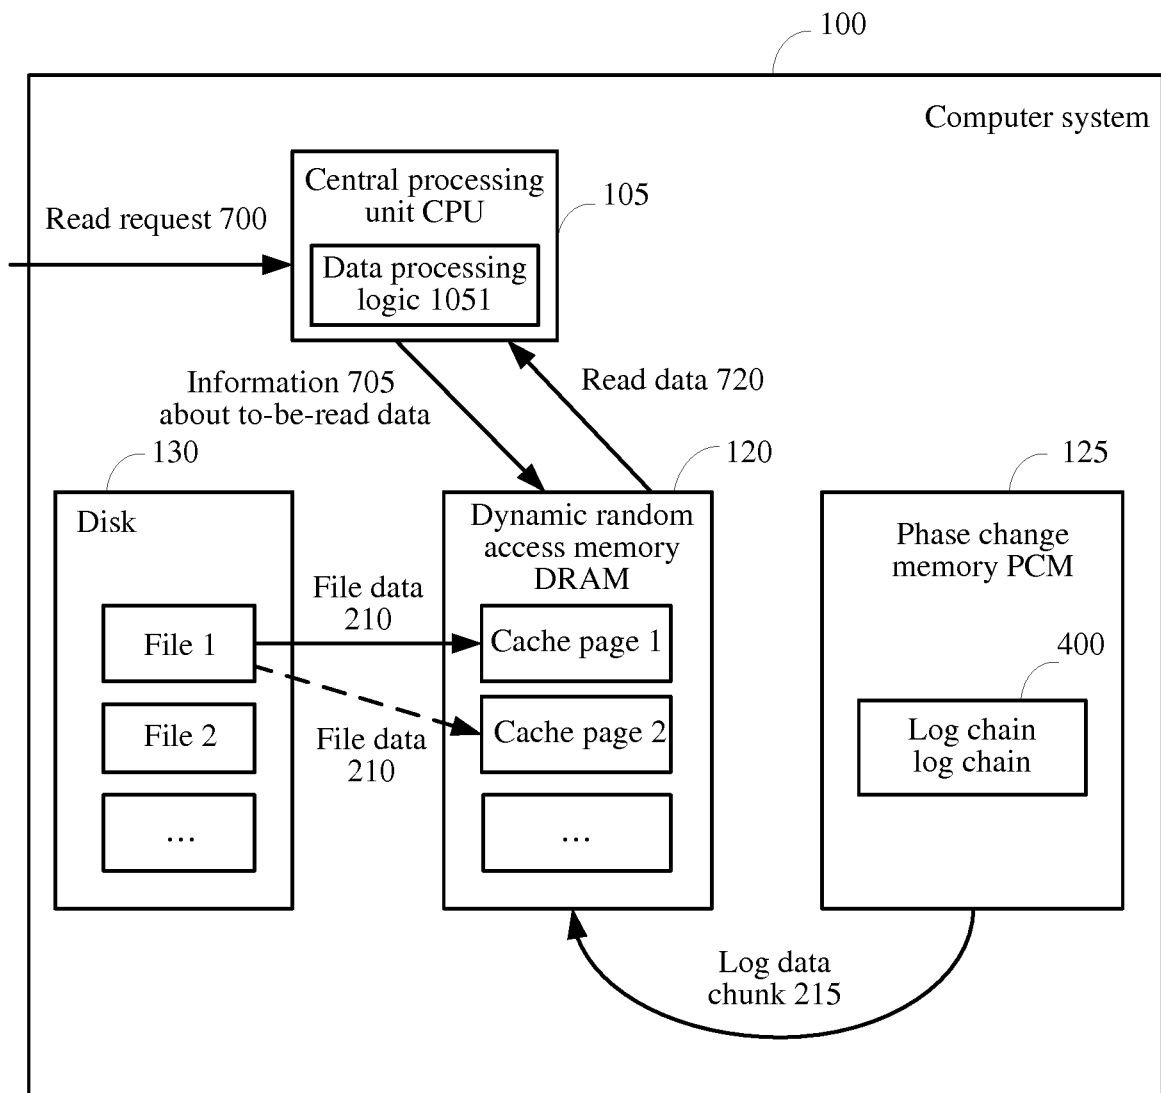 100
Computer system
Central processing
unit CPU
105
Read request 700
Data processing
logic 1051
Information 705
about to-be-read data
Read data 720
130
120
125
Disk
Dynamic random
access memory
DRAM
Phase change
memory PCM
File data
210
File 1
Cache page 1
400
File 2
File data
210
Cache page 2
Log chain
log chain
...
...
Log data
chunk 215